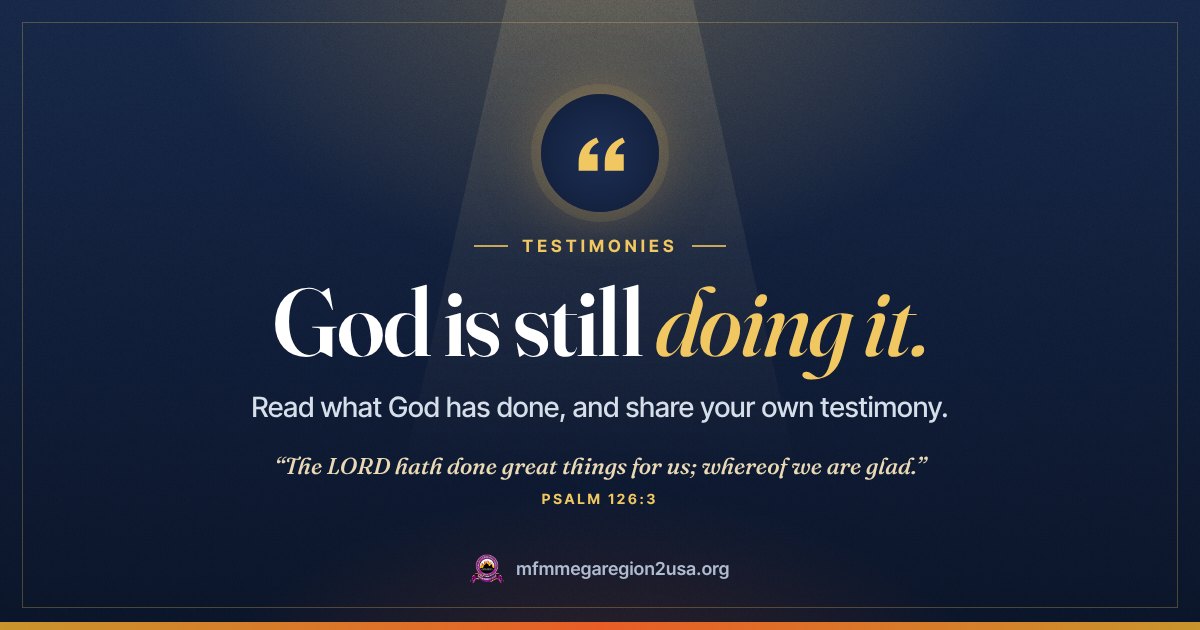 “
TESTIMONIES
God is still doing it.
Read what God has done, and share your own testimony.
“The LORD hath done great things for us; whereof we are glad.”
PSALM 126:3
mfmmegaregion2usa.org